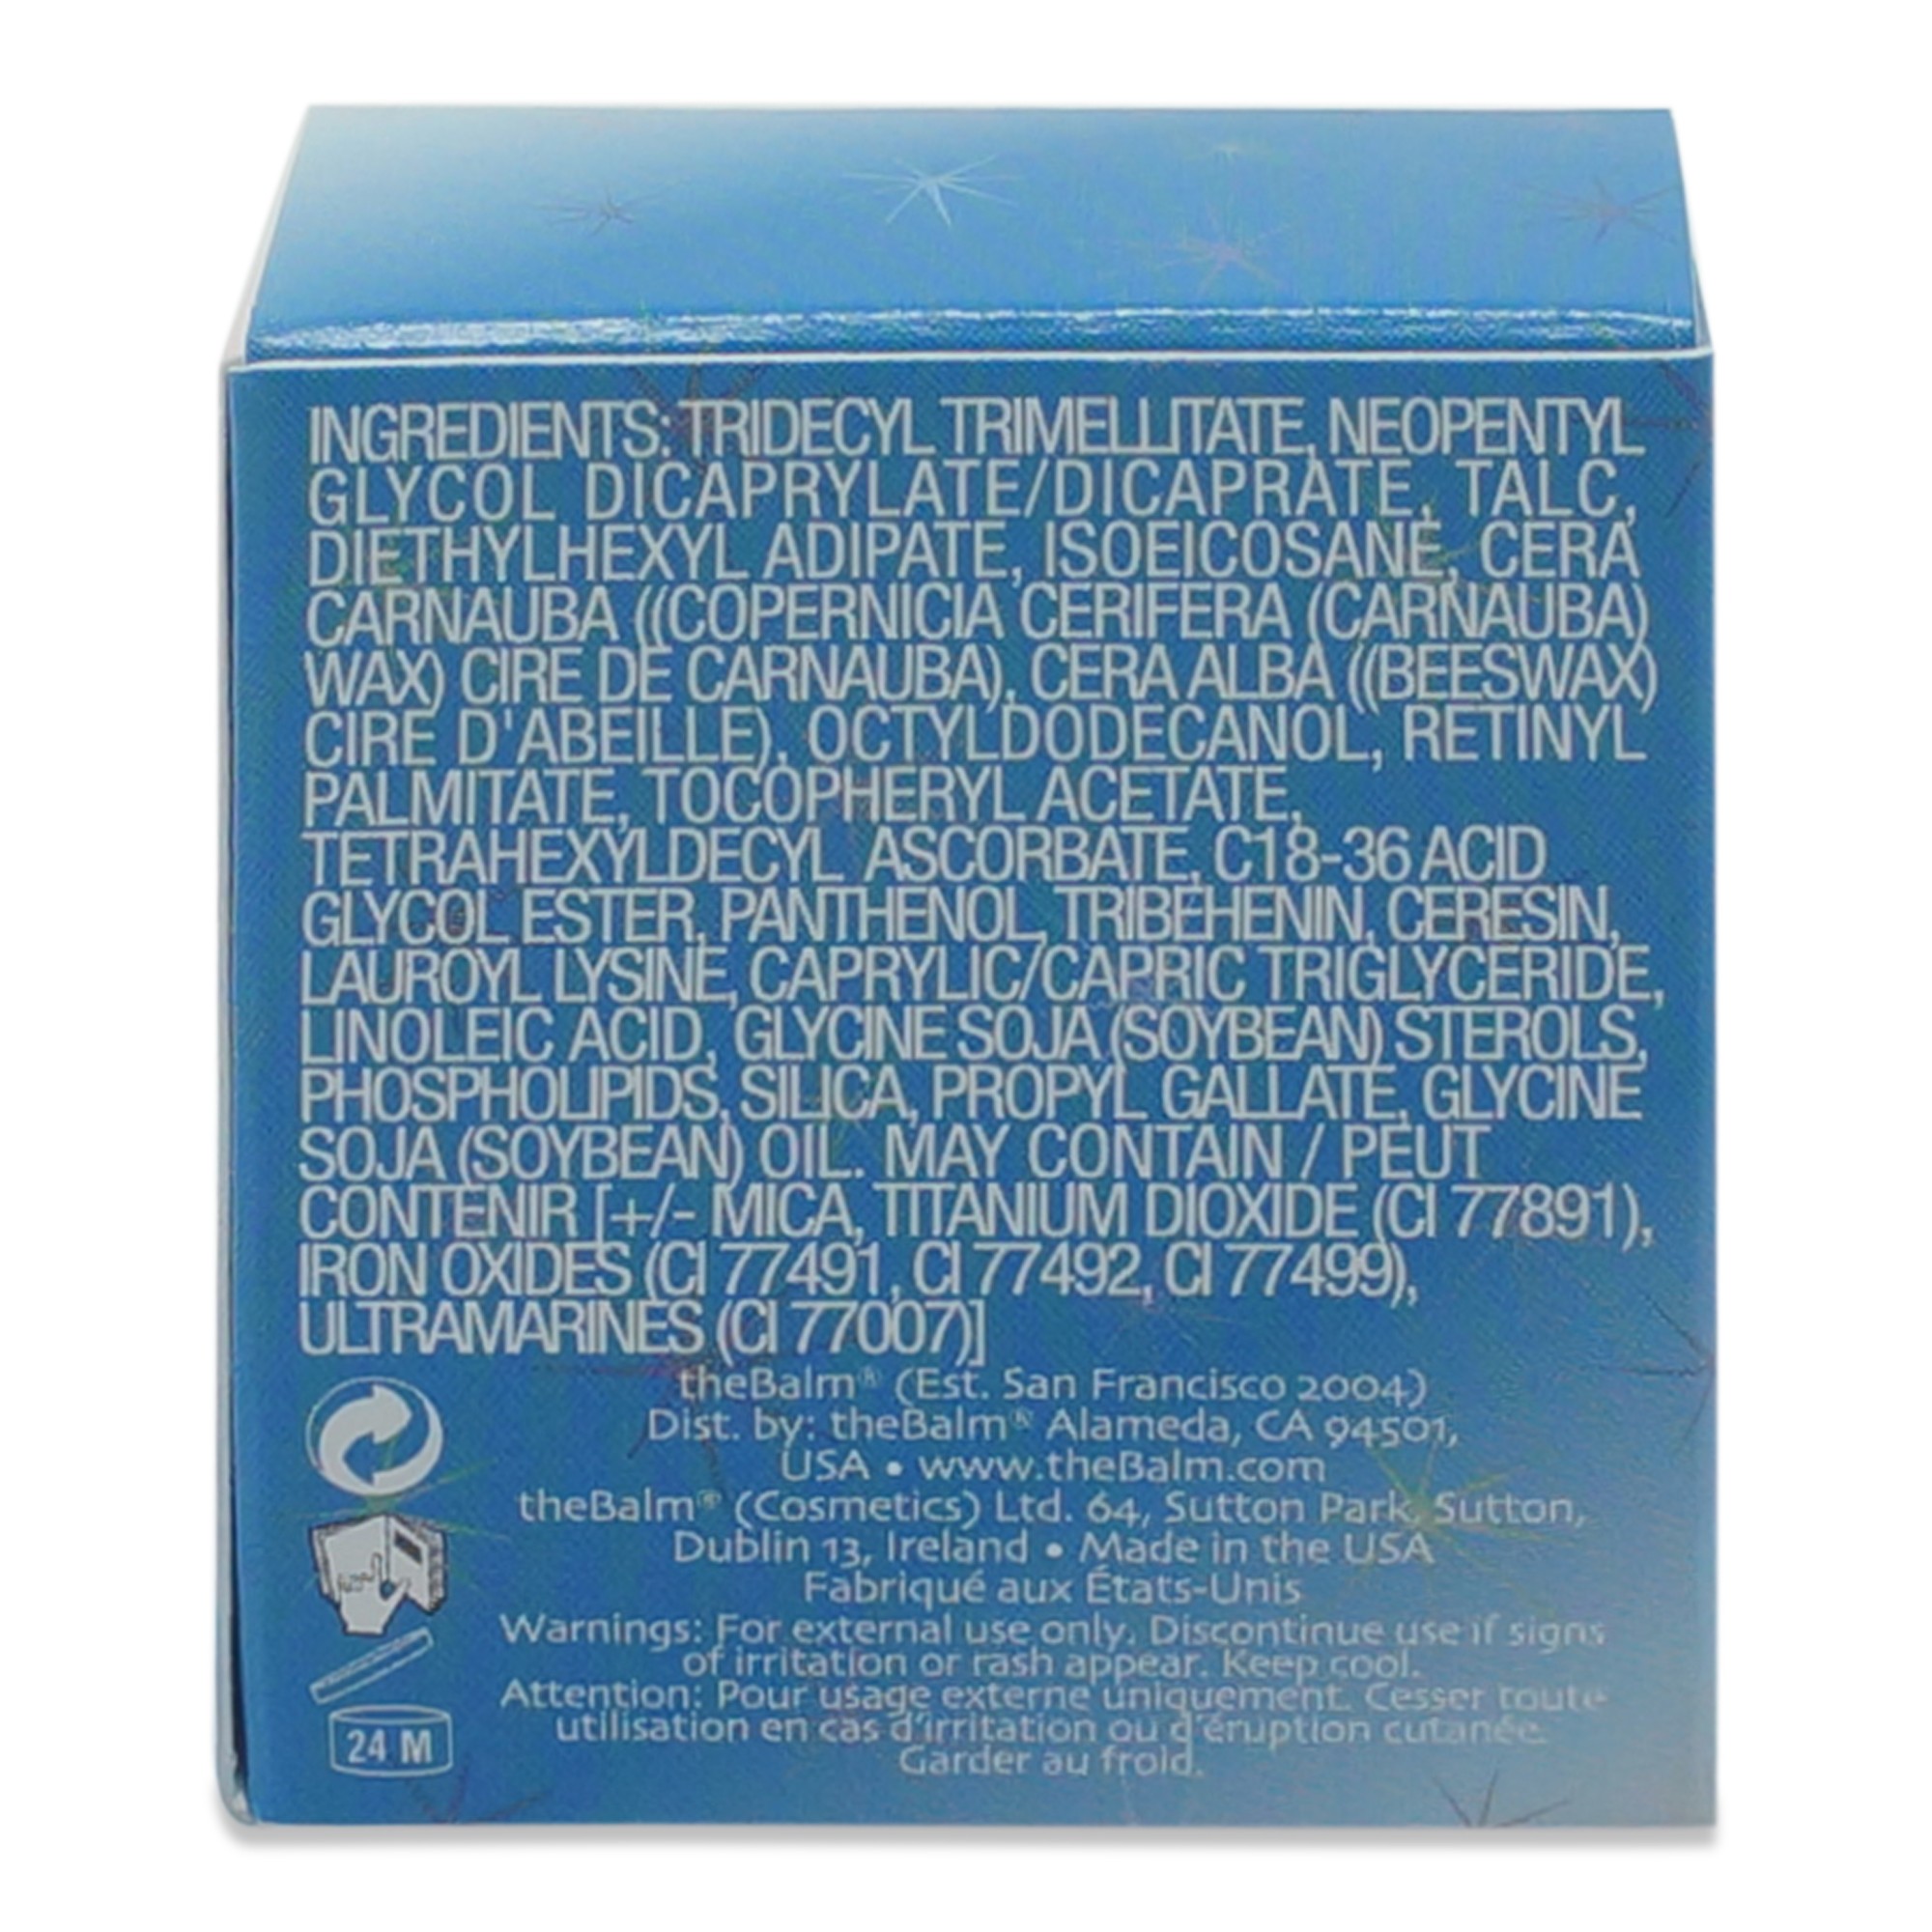 INGREDIENTS: TRIDECYL TRIMELLITATE, NEOPENTYL
GLYCOL DICAPRYLATE/DICAPRATE, TALC,
DIETHYLHEXYL ADIPATE, ISOEICOSANE, CERA
CARNAUBA ((COPERNICIA CERIFERA (CARNAUBA)
WAX) CIRE DE CARNAUBA), CERA ALBA ((BEESWAX)
CIRE D'ABEILLE), OCTYLDODECANOL, RETINYL
PALMITATE, TOCOPHERYL ACETATE,
TETRAHEXYLDECYL ASCORBATE, C18-36 ACID
GLYCOL ESTER, PANTHENOL, TRIBEHENIN, CERESIN,
LAUROYL LYSINE, CAPRYLIC/CAPRIC TRIGLYCERIDE,
LINOLEIC ACID, GLYCINE SOJA (SOYBEAN) STEROLS,
PHOSPHOLIPIDS, SILICA, PROPYL GALLATE, GLYCINE
SOJA (SOYBEAN) OIL. MAY CONTAIN / PEUT
CONTENIR [+/- MICA, TITANIUM DIOXIDE (CI 77891),
IRON OXIDES (CI 77491, CI 77492, CI 77499),
ULTRAMARINES (CI 77007)]
theBalm® (Est. San Francisco 2004)
Dist. by: theBalm® Alameda, CA 94501,
USA • www.theBalm.com
theBalm® (Cosmetics) Ltd. 64, Sutton Park, Sutton,
Dublin 13, Ireland • Made in the USA
Fabriqué aux États-Unis
Warnings: For external use only. Discontinue use if signs
of irritation or rash appear. Keep cool.
Attention: Pour usage externe uniquement. Cesser toute
utilisation en cas d'irritation ou d'éruption cutanée.
Garder au froid.
24 M